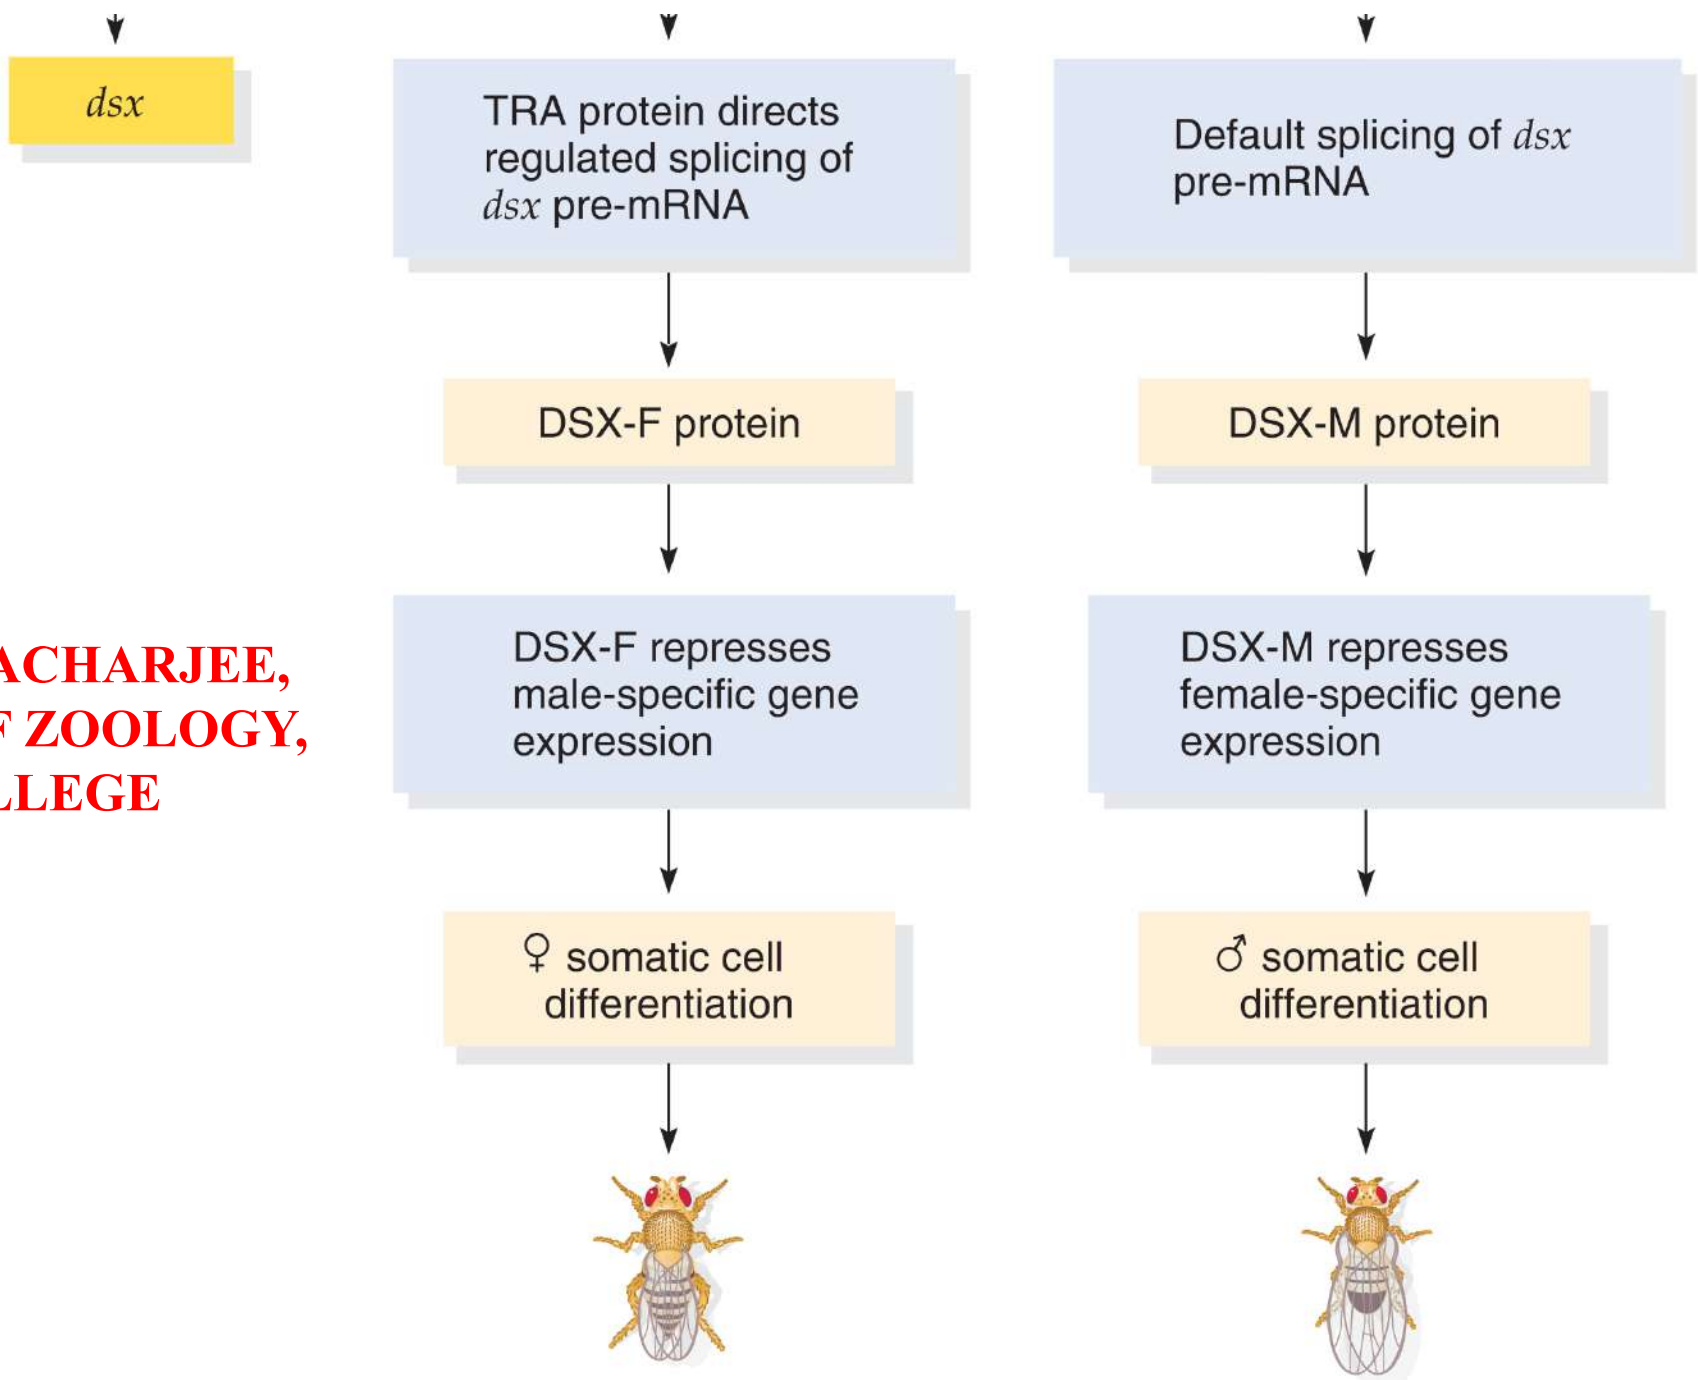 dsx
TRA protein directs
regulated splicing of
dsx pre-mRNA
Default splicing of dsx
pre-mRNA
DSX-F protein
DSX-M protein
DSX-F represses
male-specific gene
expression
DSX-M represses
female-specific gene
expression
ACHARJEE,
F ZOOLOGY,
LLEGE
♀ somatic cell
differentiation
♂ somatic cell
differentiation